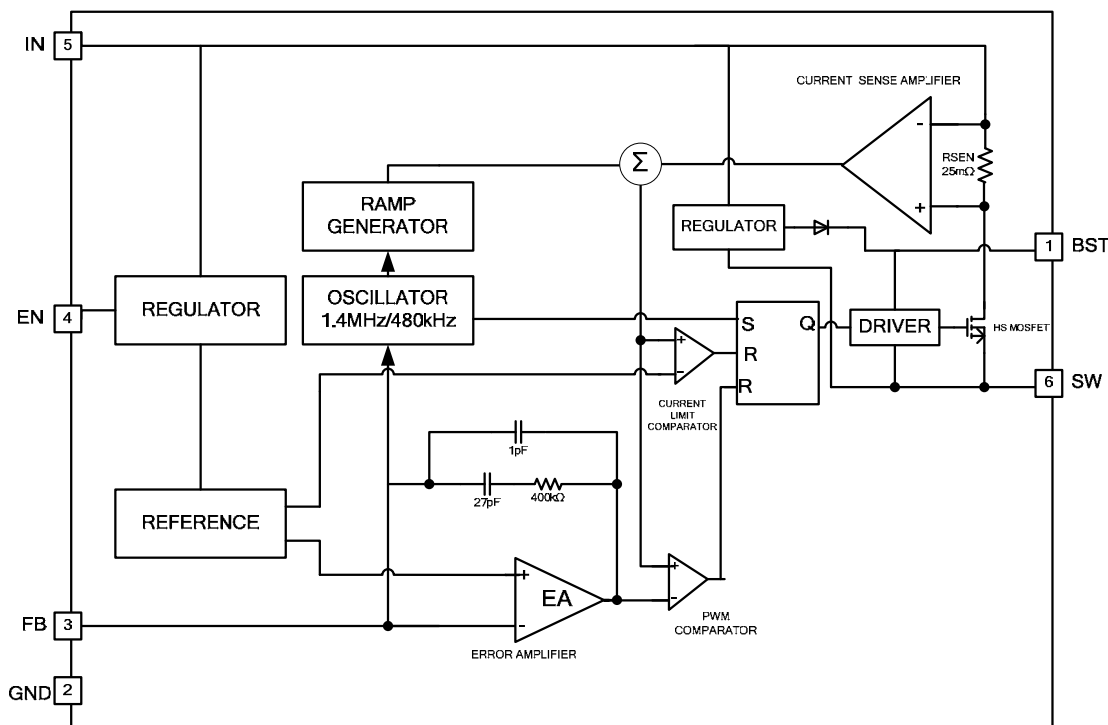 IN
5
CURRENT SENSE AMPLIFIER
-
RSEN
25mΩ
+
Σ
RAMP
GENERATOR
REGULATOR
1
BST
EN
4
REGULATOR
OSCILLATOR
1.4MHz/480kHz
S
Q
R
R
DRIVER
HS MOSFET
+
-
CURRENT
LIMIT
COMPARATOR
6
SW
1pF
27pF
400kΩ
REFERENCE
+
EA
-
ERROR AMPLIFIER
+
-
PWM
COMPARATOR
FB
3
GND
2